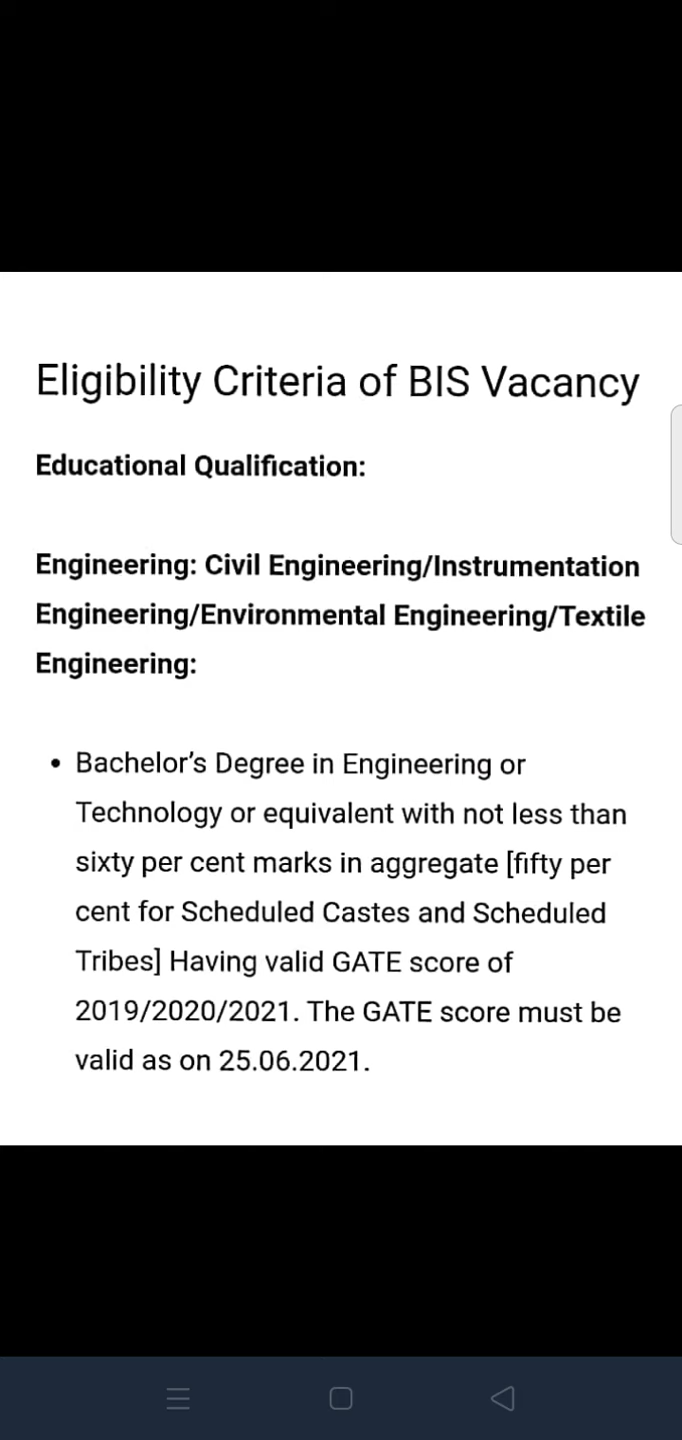 Eligibility Criteria of BIS Vacancy
Educational Qualification:
Engineering: Civil Engineering/Instrumentation
Engineering/Environmental Engineering/Textile
Engineering:
• Bachelor’s Degree in Engineering or
Technology or equivalent with not less than
sixty per cent marks in aggregate [fifty per
cent for Scheduled Castes and Scheduled
Tribes] Having valid GATE score of
2019/2020/2021. The GATE score must be
valid as on 25.06.2021.